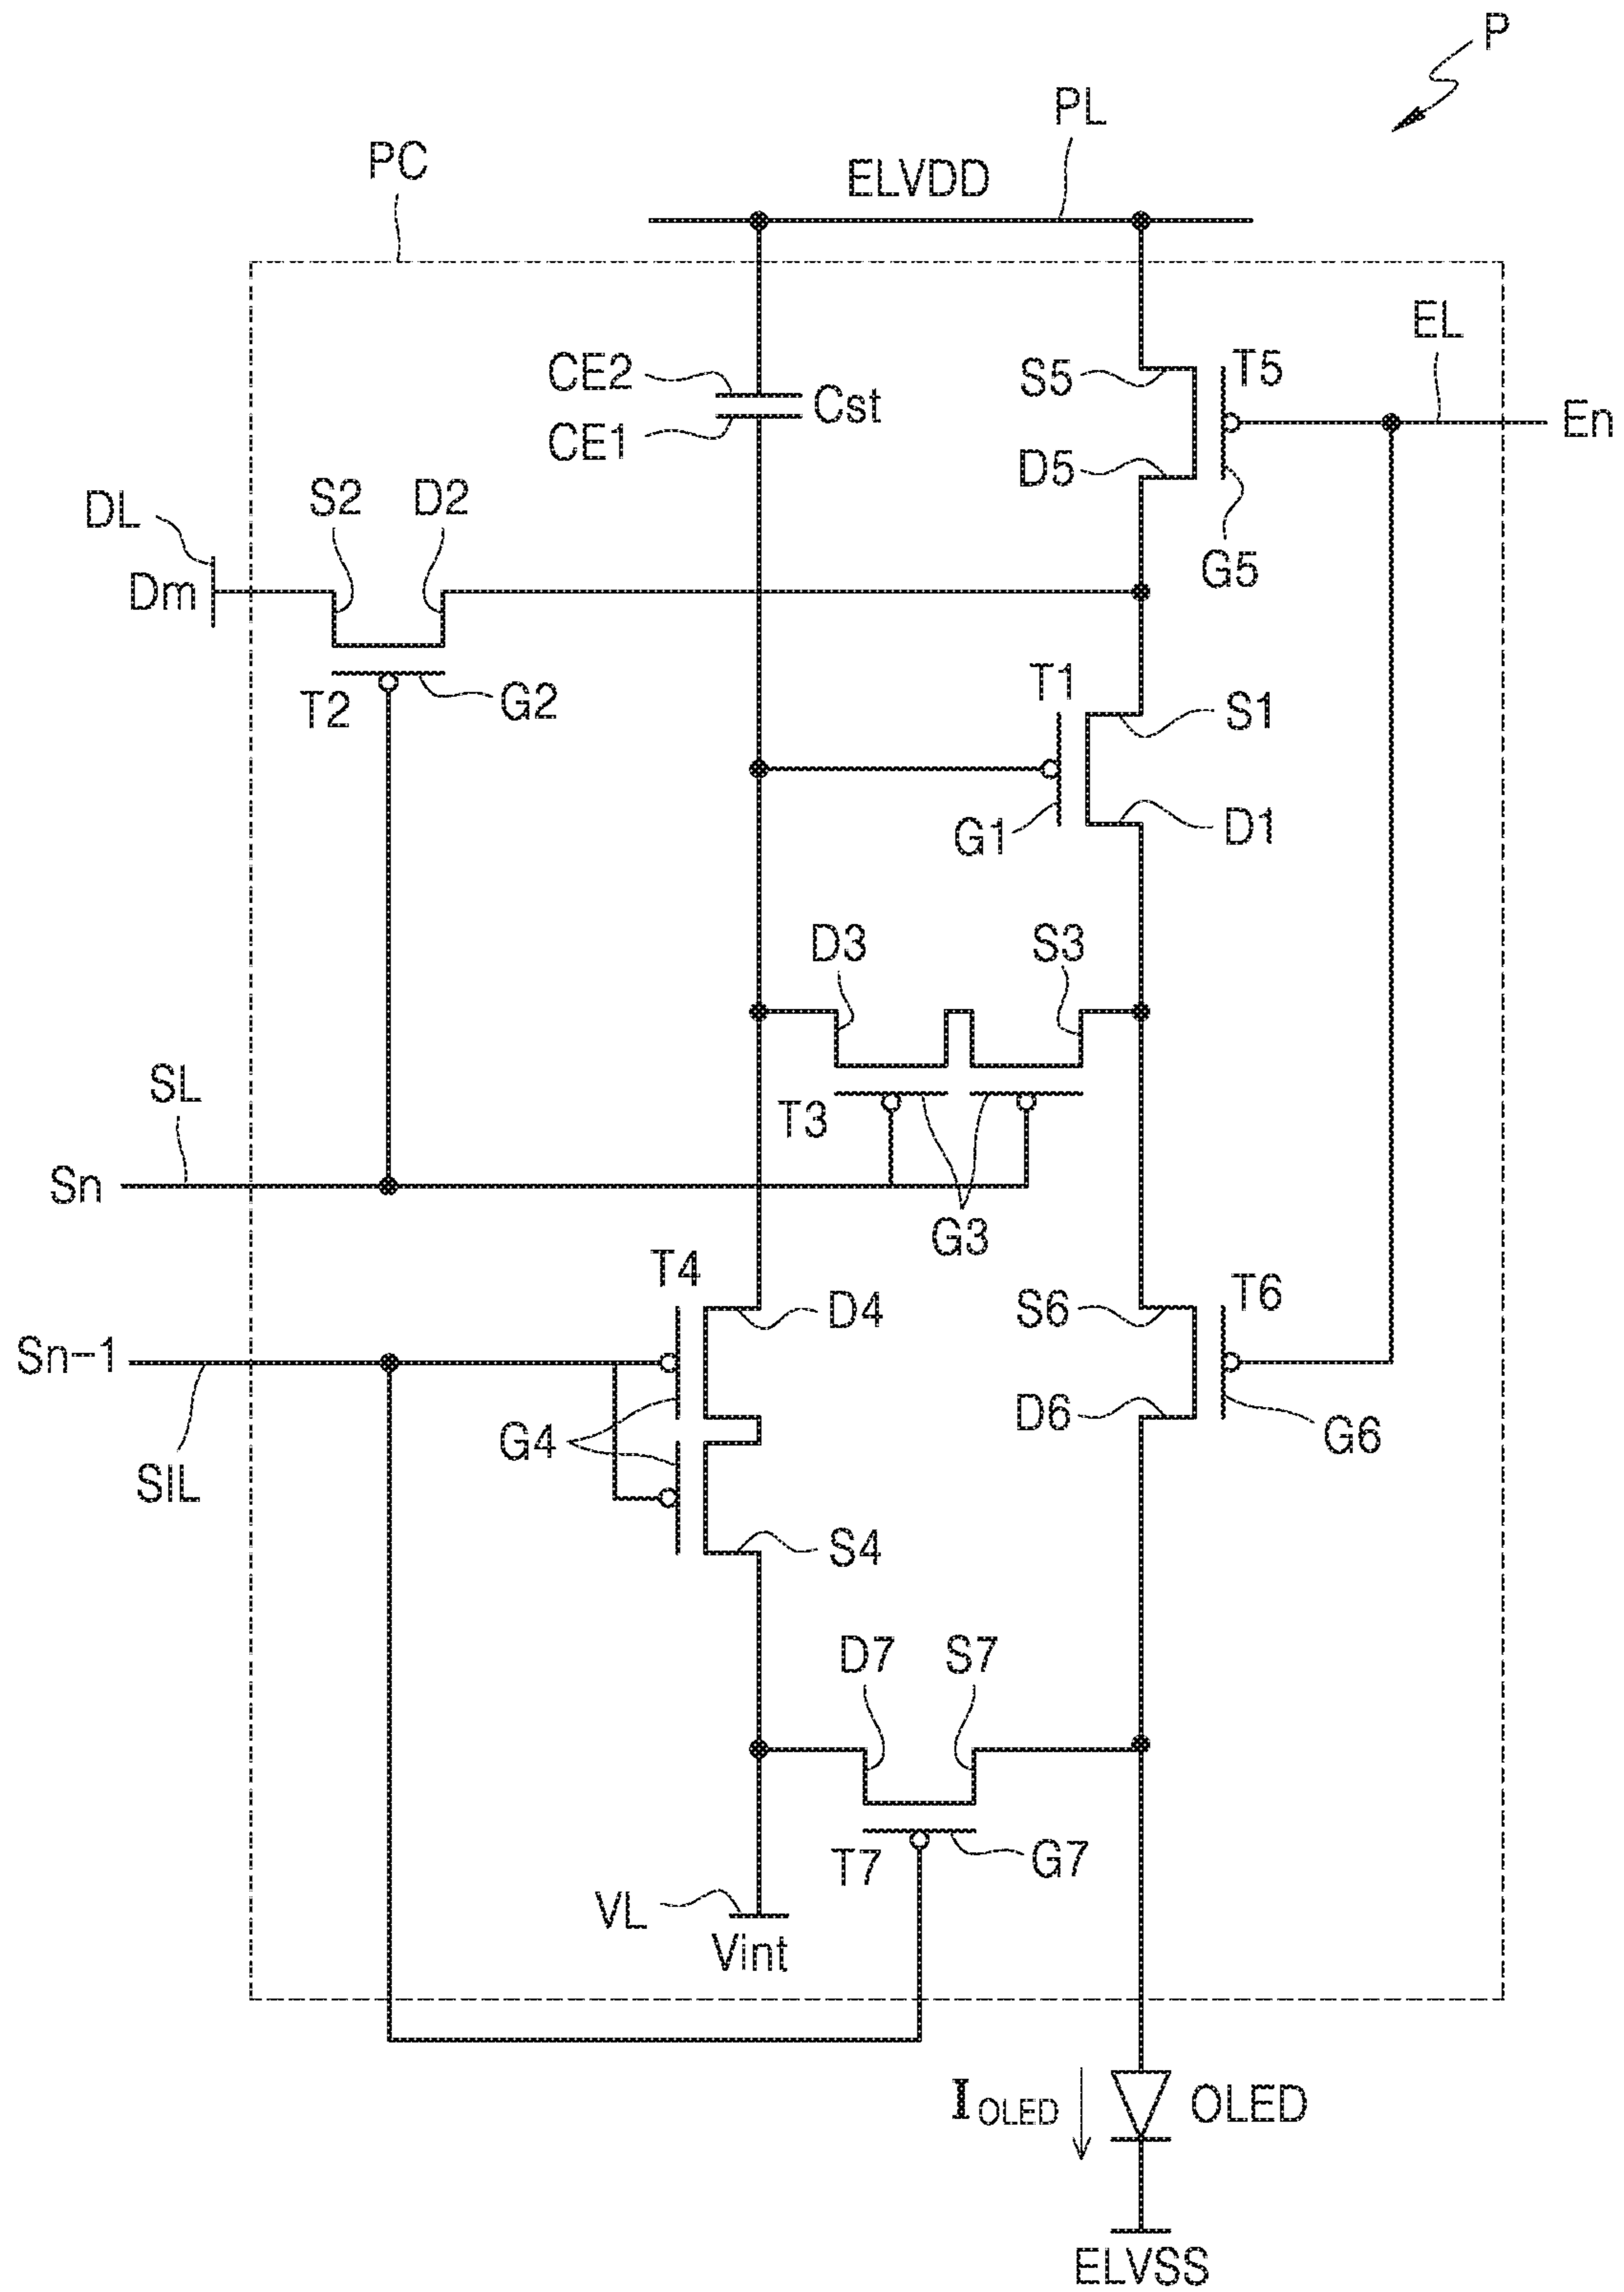 P
PL
PC
ELVDD
EL
CE2
S5
T5
Cst
En
CE1
D5
S2
D2
DL
G5
Dm
T1
T2
G2
S1
G1
D1
D3
S3
SL
T3
Sn
G3
T4
D4
S6
T6
Sn-1
D6
G4
G6
SIL
S4
D7
S7
T7
G7
VL
Vint
IOLED
OLED
ELVSS